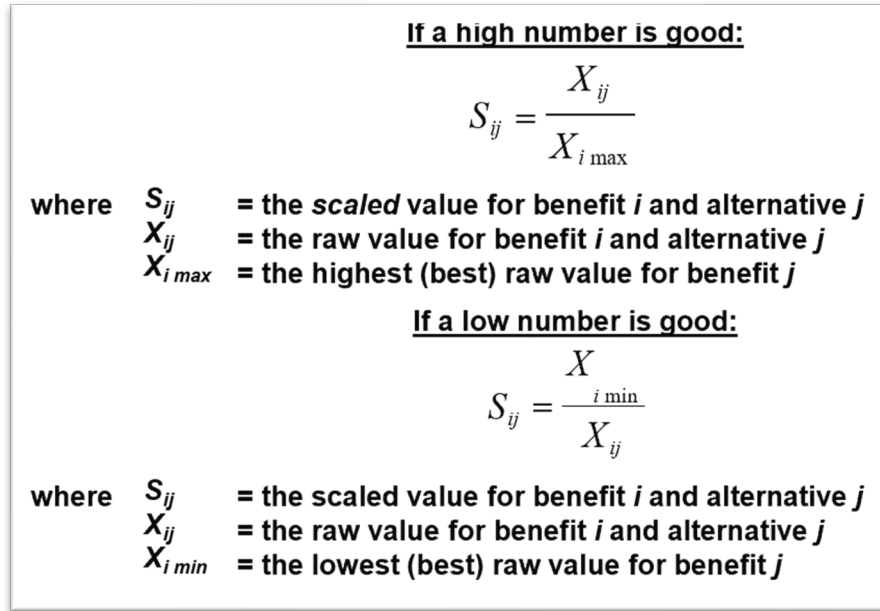 If a high number is good:
S_ij = X_ij / X_i max
where S_ij = the scaled value for benefit i and alternative j
X_ij = the raw value for benefit i and alternative j
X_i max = the highest (best) raw value for benefit j
If a low number is good:
S_ij = X_i min / X_ij
where S_ij = the scaled value for benefit i and alternative j
X_ij = the raw value for benefit i and alternative j
X_i min = the lowest (best) raw value for benefit j